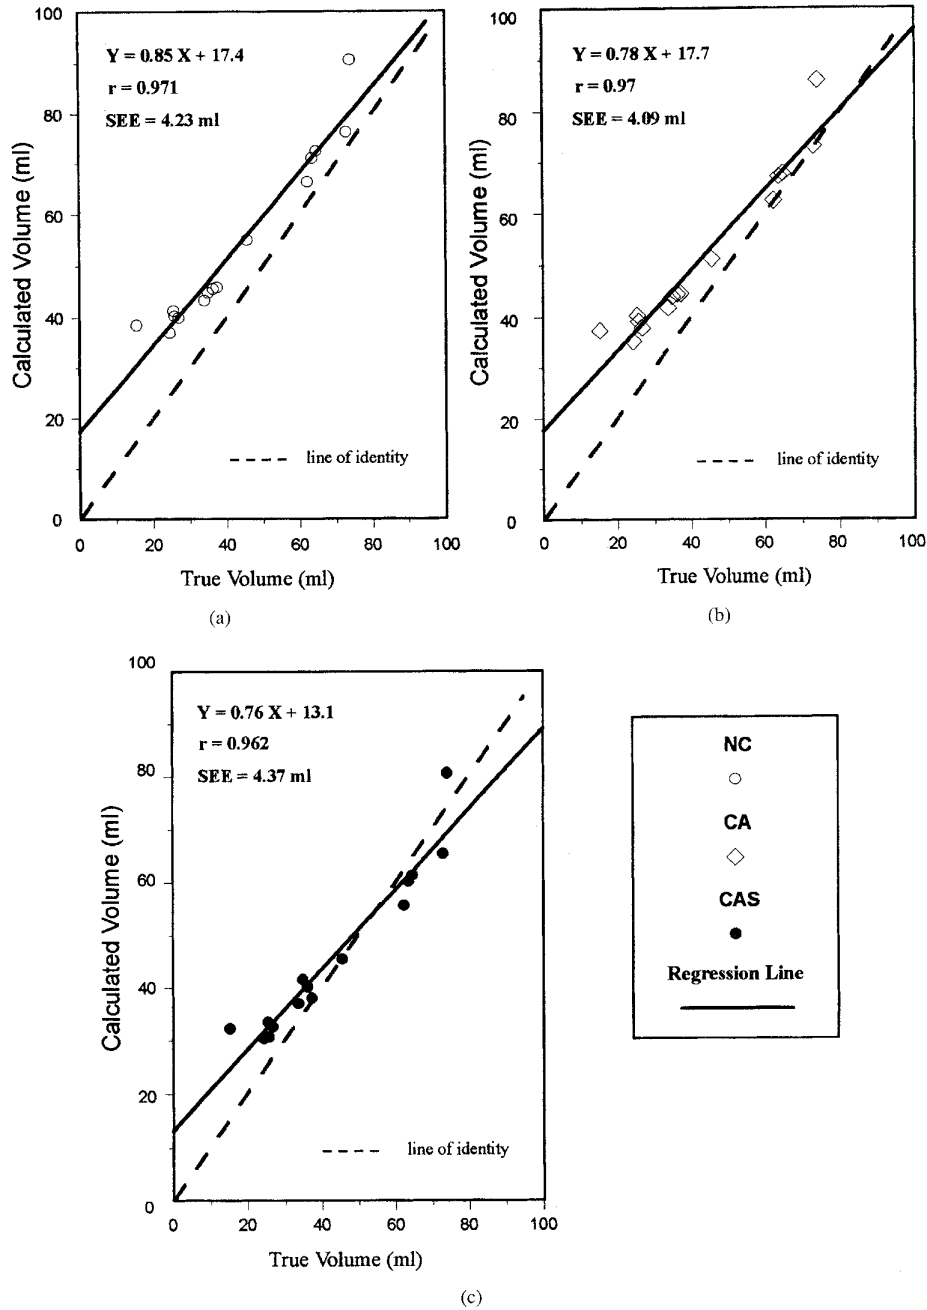 100
80
60
40
20
0
Calculated Volume (ml)
Y = 0.85 X + 17.4
r = 0.971
SEE = 4.23 ml
line of identity
0 20 40 60 80 100
True Volume (ml)
(a)
100
80
60
40
20
0
Calculated Volume (ml)
Y = 0.78 X + 17.7
r = 0.97
SEE = 4.09 ml
line of identity
0 20 40 60 80 100
True Volume (ml)
(b)
100
80
60
40
20
0
Calculated Volume (ml)
Y = 0.76 X + 13.1
r = 0.962
SEE = 4.37 ml
line of identity
0 20 40 60 80 100
True Volume (ml)
(c)
NC
CA
CAS
Regression Line